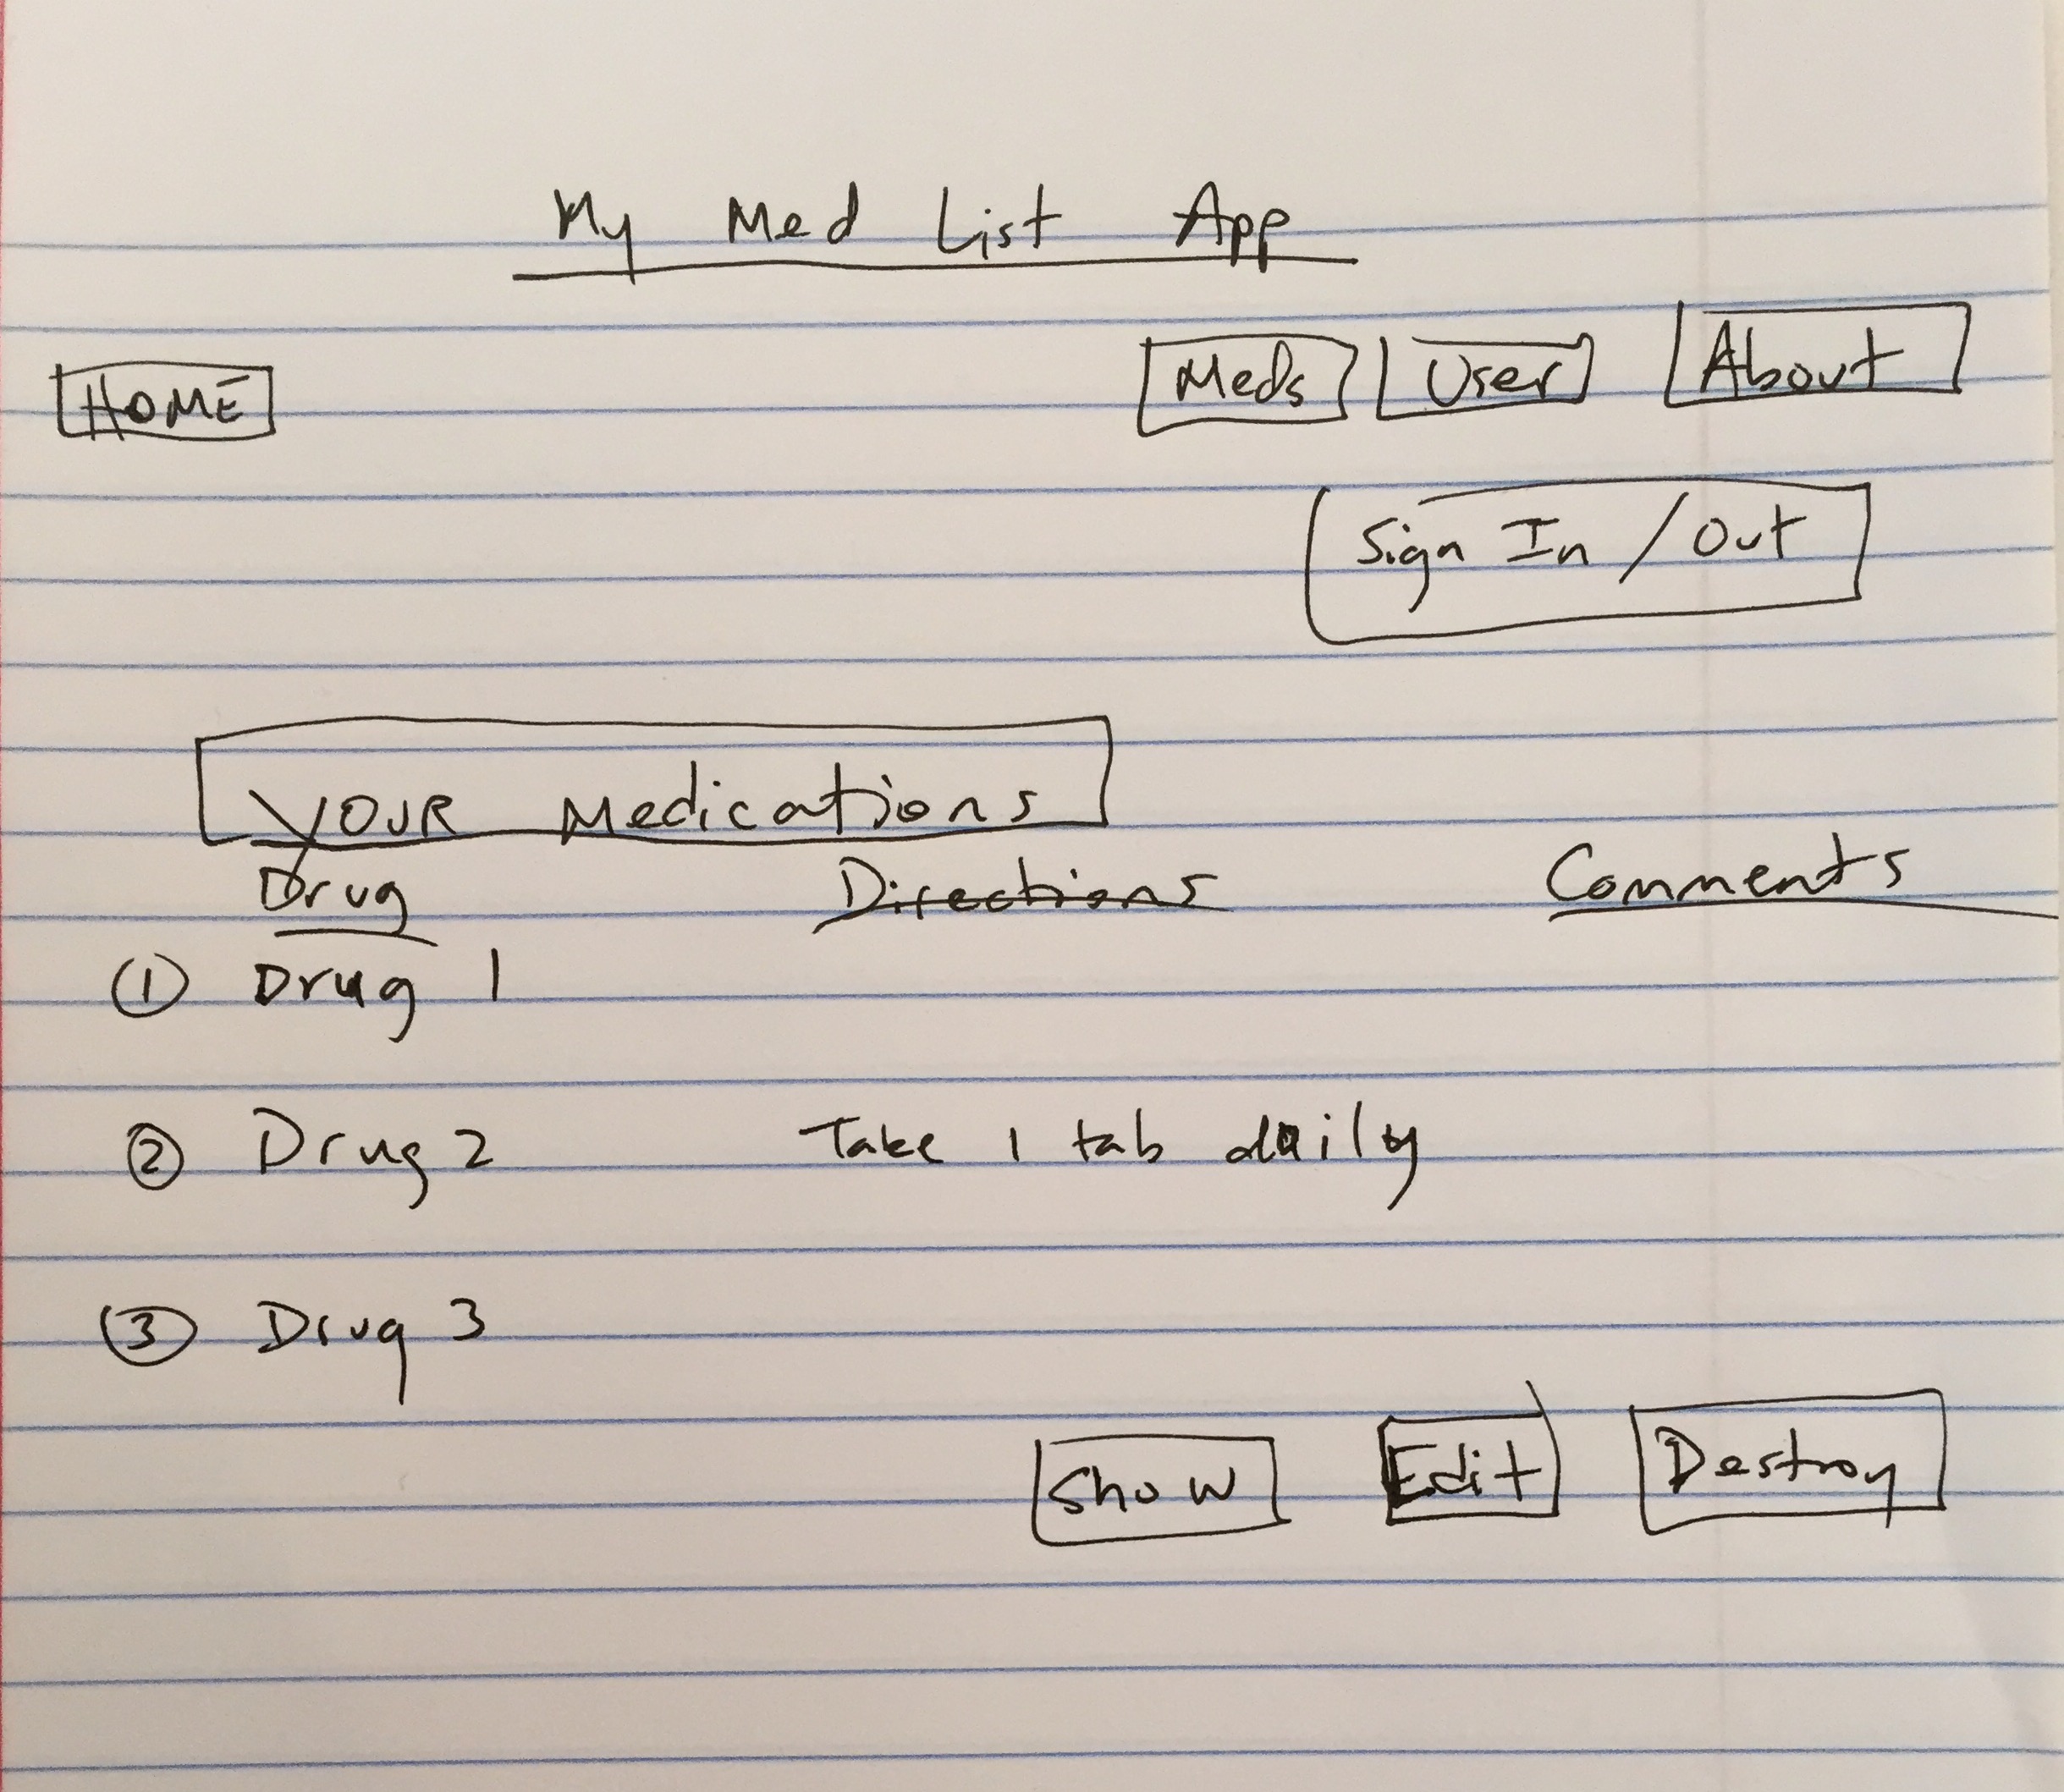 My Med List App
HOME Meds User About
Sign In / Out
YOUR Medications
Drug Directions Comments
① Drug 1
② Drug 2 Take 1 tab daily
③ Drug 3
Show Edit Destroy